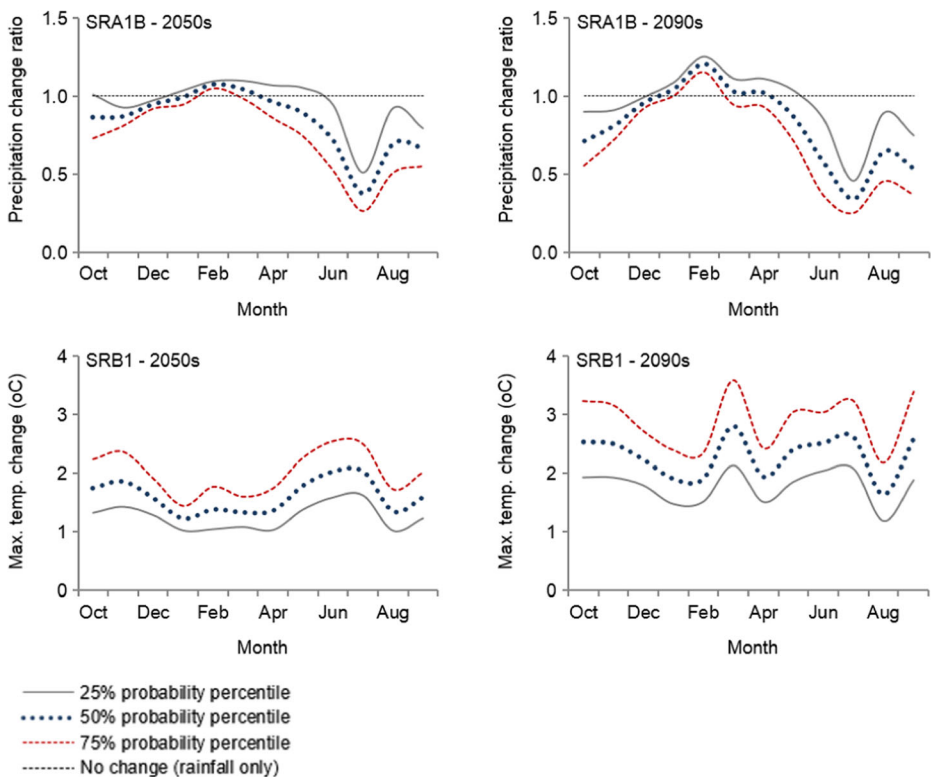 SRA1B - 2050s
Precipitation change ratio
1.5
1.0
0.5
0.0
Oct Dec Feb Apr Jun Aug
Month
SRA1B - 2090s
Precipitation change ratio
1.5
1.0
0.5
0.0
Oct Dec Feb Apr Jun Aug
Month
SRB1 - 2050s
Max. temp. change (oC)
4
3
2
1
0
Oct Dec Feb Apr Jun Aug
Month
SRB1 - 2090s
Max. temp. change (oC)
4
3
2
1
0
Oct Dec Feb Apr Jun Aug
Month
25% probability percentile
50% probability percentile
75% probability percentile
No change (rainfall only)